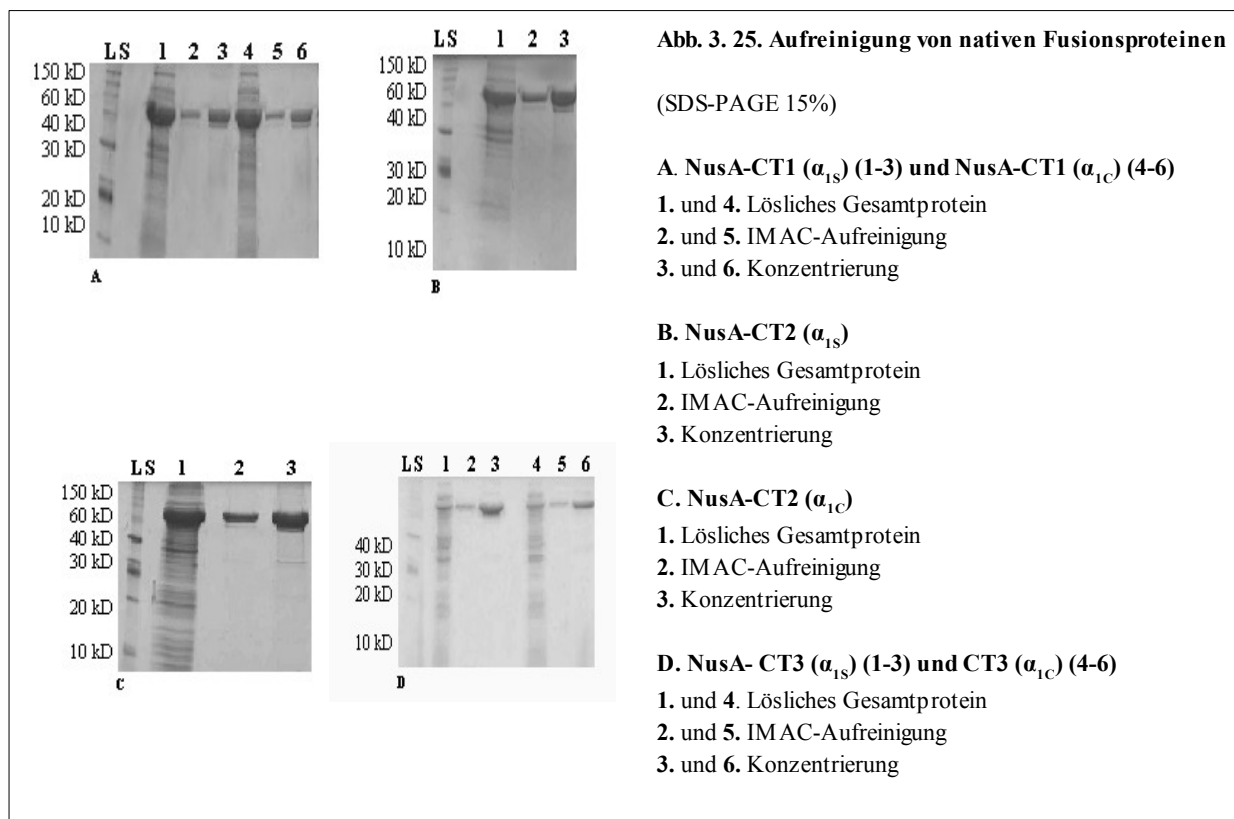 L S 1 2 3 4 5 6
150 kD
60 kD
40 kD
30 kD
20 kD
10 kD
A
L S 1 2 3
150 kD
60 kD
40 kD
30 kD
20 kD
10 kD
B
L S 1 2 3
150 kD
60 kD
40 kD
30 kD
20 kD
10 kD
C
L S 1 2 3 4 5 6
40 kD
30 kD
20 kD
10 kD
D
Abb. 3. 25. Aufreinigung von nativen Fusionsproteinen
(SDS-PAGE 15%)
A. NusA-CT1 (α1S) (1-3) und NusA-CT1 (α1C) (4-6)
1. und 4. Lösliches Gesamtprotein
2. und 5. IMAC-Aufreinigung
3. und 6. Konzentrierung
B. NusA-CT2 (α1S)
1. Lösliches Gesamtprotein
2. IMAC-Aufreinigung
3. Konzentrierung
C. NusA-CT2 (α1C)
1. Lösliches Gesamtprotein
2. IMAC-Aufreinigung
3. Konzentrierung
D. NusA- CT3 (α1S) (1-3) und CT3 (α1C) (4-6)
1. und 4. Lösliches Gesamtprotein
2. und 5. IMAC-Aufreinigung
3. und 6. Konzentrierung